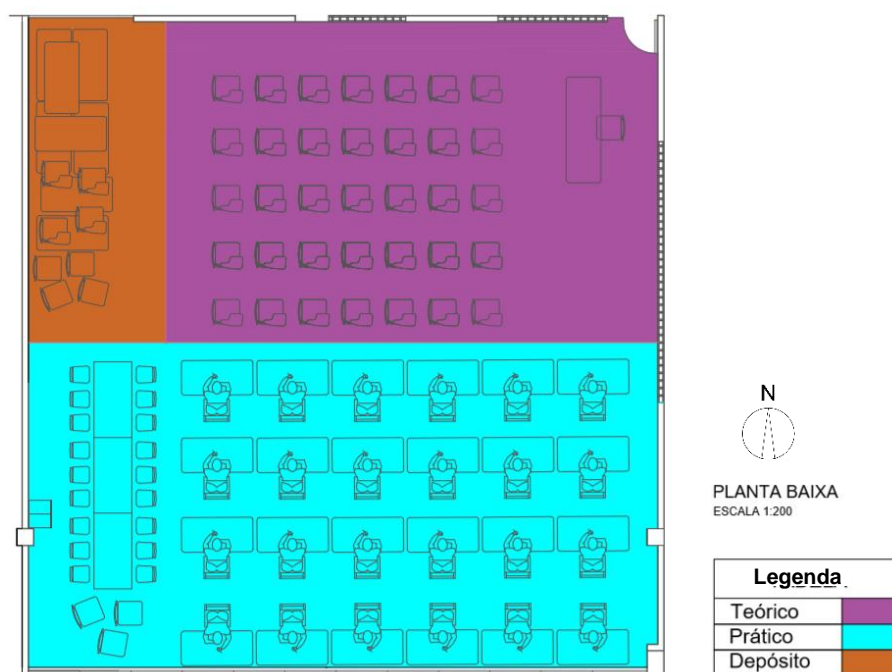 N
PLANTA BAIXA
ESCALA 1:200
Legenda
Teórico
Prático
Depósito